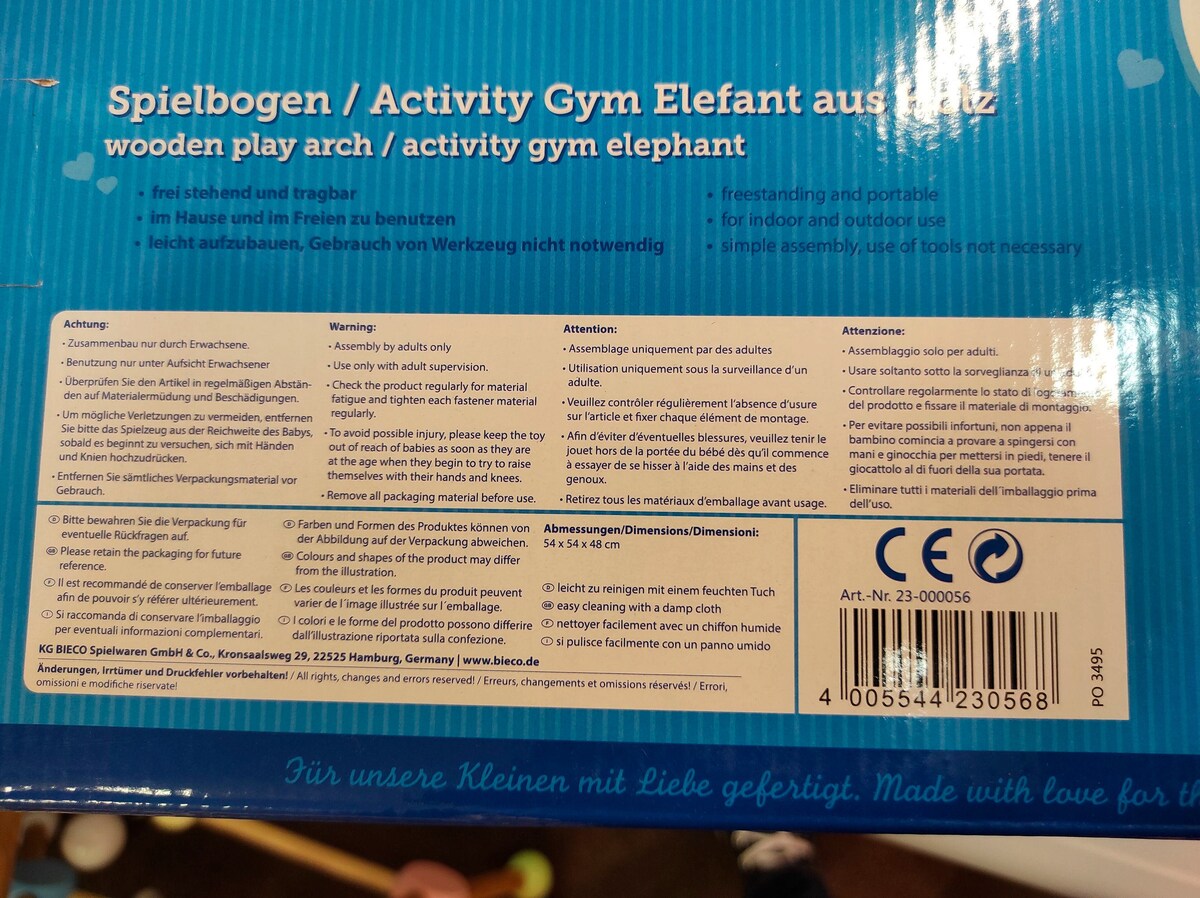 Spielbogen / Activity Gym Elefant aus Holz
wooden play arch / activity gym elephant
• frei stehend und tragbar
• im Hause und im Freien zu benutzen
• leicht aufzubauen, Gebrauch von Werkzeug nicht notwendig
• freestanding and portable
• for indoor and outdoor use
• simple assembly, use of tools not necessary
Achtung:
• Zusammenbau nur durch Erwachsene.
• Benutzung nur unter Aufsicht Erwachsener
• Überprüfen Sie den Artikel in regelmäßigen Abstän-
den auf Materialermüdung und Beschädigungen.
• Um mögliche Verletzungen zu vermeiden, entfernen
Sie bitte das Spielzeug aus der Reichweite des Babys,
sobald es beginnt zu versuchen, sich mit Händen
und Knien hochzudrücken.
• Entfernen Sie sämtliches Verpackungsmaterial vor
Gebrauch.
Warning:
• Assembly by adults only
• Use only with adult supervision.
• Check the product regularly for material
fatigue and tighten each fastener material
regularly.
• To avoid possible injury, please keep the toy
out of reach of babies as soon as they are
at the age when they begin to try to raise
themselves with their hands and knees.
• Remove all packaging material before use.
Attention:
• Assemblage uniquement par des adultes
• Utilisation uniquement sous la surveillance d'un
adulte.
• Veuillez contrôler régulièrement l'absence d'usure
sur l'article et fixer chaque élément de montage.
• Afin d'éviter d'éventuelles blessures, veuillez tenir le
jouet hors de la portée du bébé dès qu'il commence
à essayer de se hisser à l'aide des mains et des
genoux.
• Retirez tous les matériaux d'emballage avant usage.
Attenzione:
• Assemblaggio solo per adulti.
• Usare soltanto sotto la sorveglianza
• Controllare regolarmente lo stato di
del prodotto e fissare il materiale di montaggio.
• Per evitare possibili infortuni, non appena il
bambino comincia a provare a spingersi con
mani e ginocchia per mettersi in piedi, tenere il
giocattolo al di fuori della sua portata.
• Eliminare tutti i materiali dell´imballaggio prima
dell'uso.
D Bitte bewahren Sie die Verpackung für
eventuelle Rückfragen auf.
GB Please retain the packaging for future
reference.
F Il est recommandé de conserver l'emballage
afin de pouvoir s'y référer ultérieurement.
I Si raccomanda di conservare l'imballaggio
per eventuali informazioni complementari.
D Farben und Formen des Produktes können von
der Abbildung auf der Verpackung abweichen.
GB Colours and shapes of the product may differ
from the illustration.
F Les couleurs et les formes du produit peuvent
varier de l´image illustrée sur l´emballage.
I I colori e le forme del prodotto possono differire
dall'illustrazione riportata sulla confezione.
Abmessungen/Dimensions/Dimensioni:
54 x 54 x 48 cm
D leicht zu reinigen mit einem feuchten Tuch
GB easy cleaning with a damp cloth
F nettoyer facilement avec un chiffon humide
I si pulisce facilmente con un panno umido
KG BIECO Spielwaren GmbH & Co., Kronsaalsweg 29, 22525 Hamburg, Germany | www.bieco.de
Änderungen, Irrtümer und Druckfehler vorbehalten! / All rights, changes and errors reserved! / Erreurs, changements et omissions réservés! / Errori,
omissioni e modifiche riservate!
CE
Art.-Nr. 23-000056
4 005544 230568
PO 3495
Für unsere Kleinen mit Liebe gefertigt. Made with love for